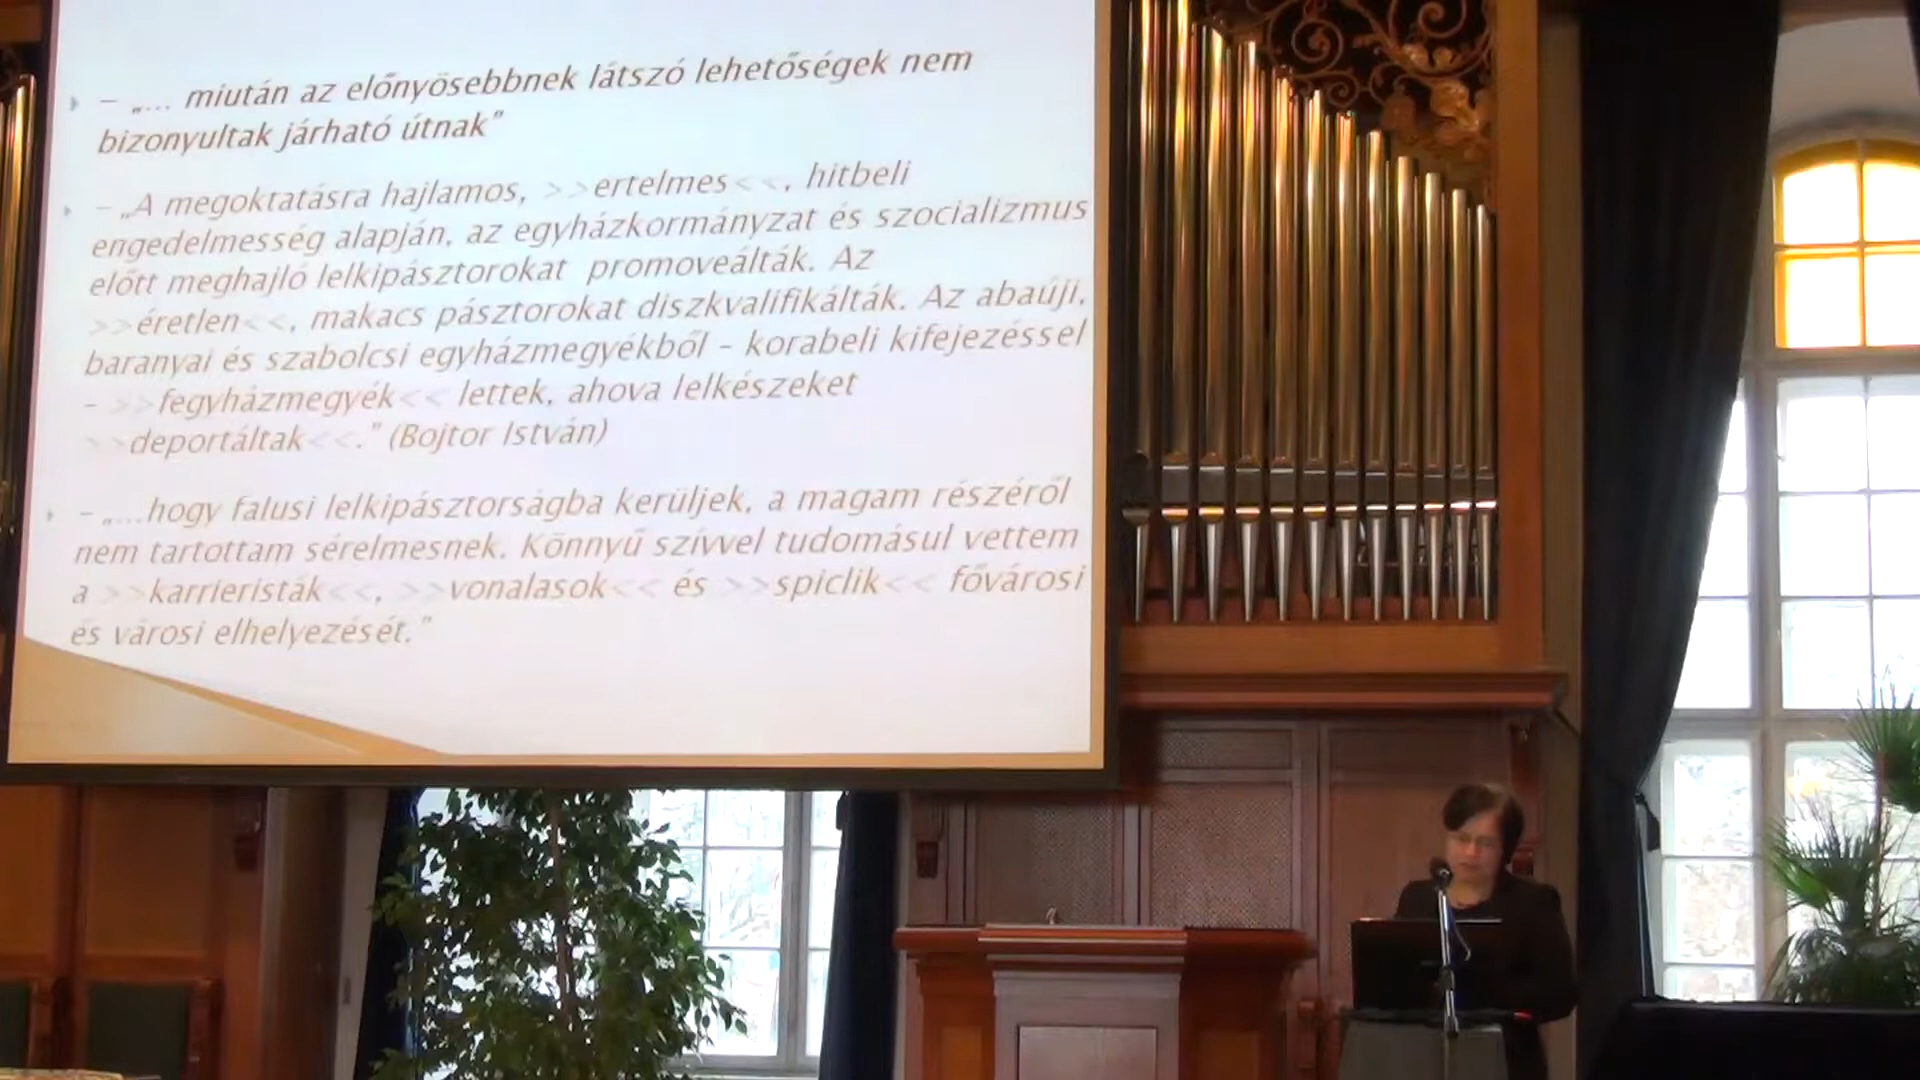 – „... miután az előnyösebbnek látszó lehetőségek nem
bizonyultak járható útnak”
– „A megoktatásra hajlamos, >>ertelmes<<, hitbeli
engedelmesség alapján, az egyházkormányzat és szocializmus
előtt meghajló lelkipásztorokat promoveálták. Az
>>éretlen<<, makacs pásztorokat diszkvalifikálták. Az abaúji,
baranyai és szabolcsi egyházmegyékből – korabeli kifejezéssel
– >>fegyházmegyék<< lettek, ahova lelkészeket
>>deportáltak<<.” (Bojtor István)
– „...hogy falusi lelkipásztorságba kerüljek, a magam részéről
nem tartottam sérelmesnek. Könnyű szívvel tudomásul vettem
a >>karrieristák<<, >>vonalasok<< és >>spiclik<< fővárosi
és városi elhelyezését.”